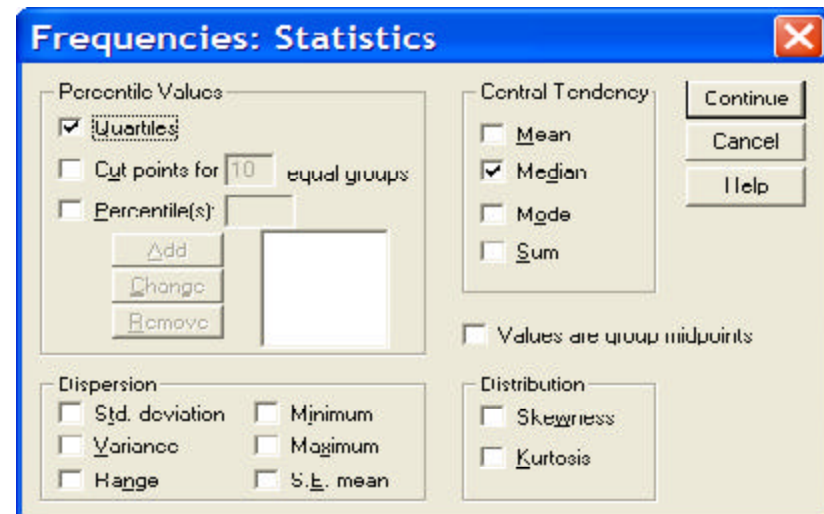 Frequencies: Statistics
Percentile Values
Quartiles
Cut points for 10 equal groups
Percentile(s):
Add
Change
Remove
Central Tendency
Mean
Median
Mode
Sum
Continue
Cancel
Help
Values are group midpoints
Dispersion
Std. deviation
Minimum
Variance
Maximum
Range
S.E. mean
Distribution
Skewness
Kurtosis